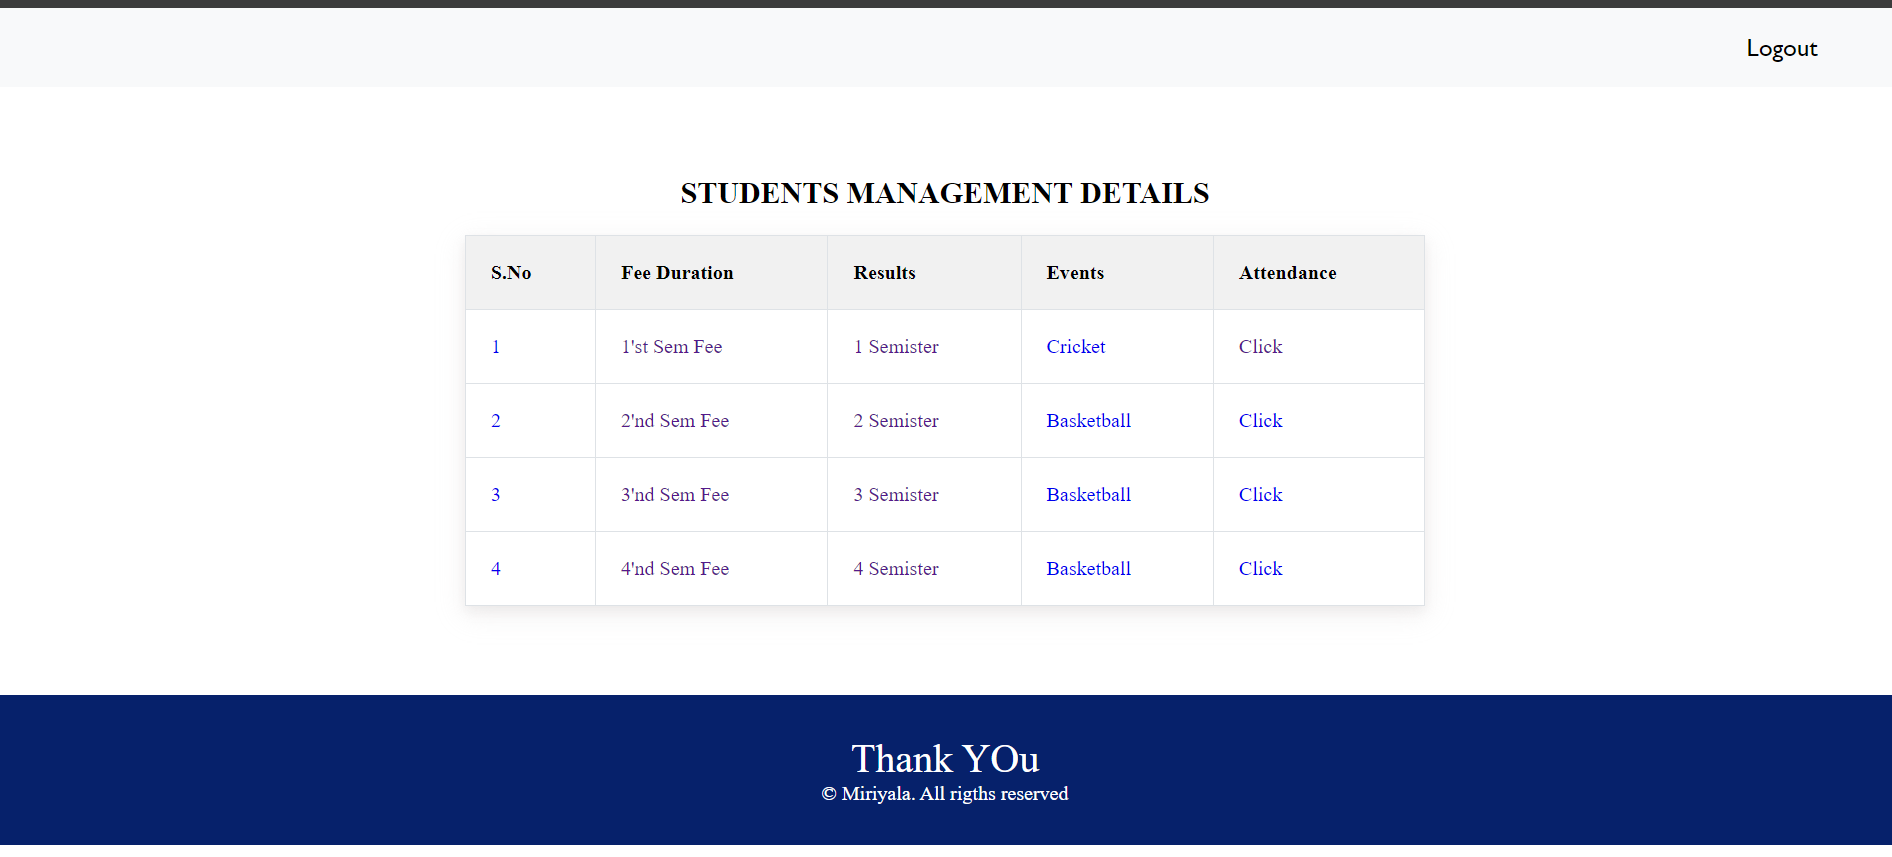 Logout
STUDENTS MANAGEMENT DETAILS
S.No Fee Duration Results Events Attendance
1 1'st Sem Fee 1 Semister Cricket Click
2 2'nd Sem Fee 2 Semister Basketball Click
3 3'nd Sem Fee 3 Semister Basketball Click
4 4'nd Sem Fee 4 Semister Basketball Click
Thank YOu
© Miriyala. All rigths reserved